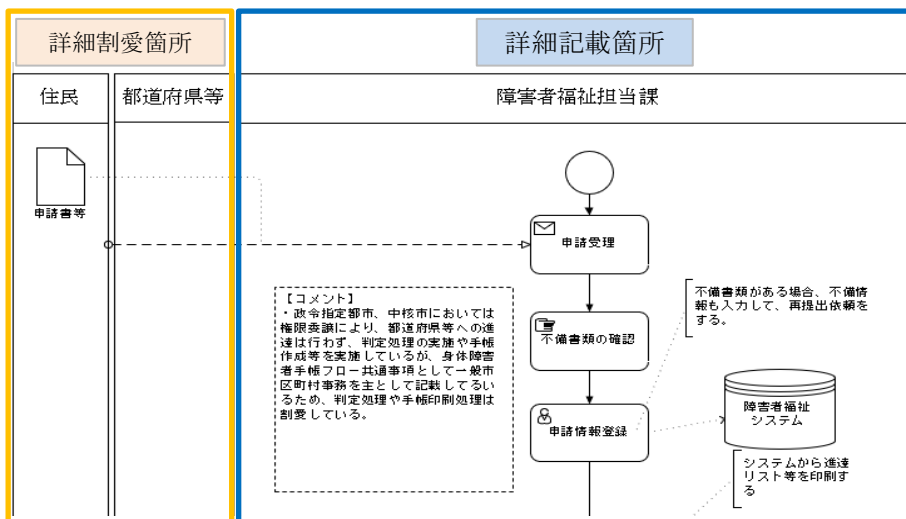 詳細割愛箇所
詳細記載箇所
住民
都道府県等
障害者福祉担当課
申請書等
申請受理
【コメント】
・政令指定都市、中核市においては
権限委譲により、都道府県等への進
達は行わず、判定処理の実施や手帳
作成等を実施しているが、身体障害
者手帳フロー共通事項として一般市
区町村事務を主として記載してるい
るため、判定処理や手帳印刷処理は
割愛している。
不備書類の確認
不備書類がある場合、不備情
報も入力して、再提出依頼を
する。
申請情報登録
障害者福祉
システム
システムから進達
リスト等を印刷す
る